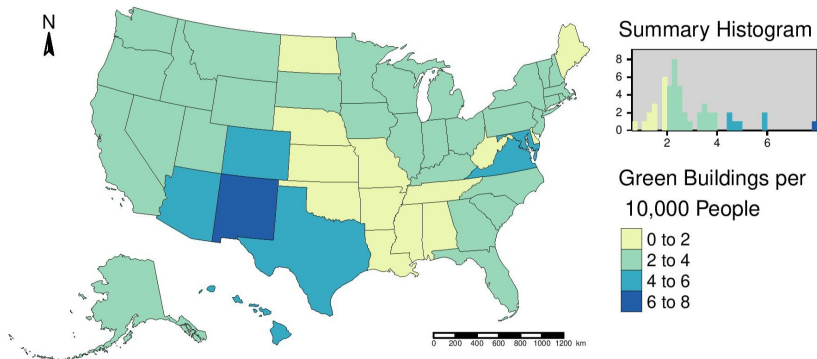 N
Summary Histogram
8
6
4
2
0
2 4 6
Green Buildings per
10,000 People
0 to 2
2 to 4
4 to 6
6 to 8
0 200 400 600 800 1000 1200 km